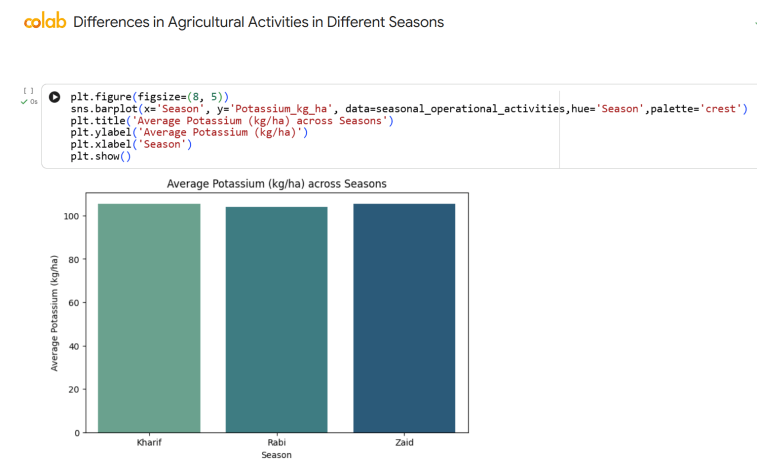 colab Differences in Agricultural Activities in Different Seasons
[ ]
✓ 0s
plt.figure(figsize=(8, 5))
sns.barplot(x='Season', y='Potassium_kg_ha', data=seasonal_operational_activities,hue='Season',palette='crest')
plt.title('Average Potassium (kg/ha) across Seasons')
plt.ylabel('Average Potassium (kg/ha)')
plt.xlabel('Season')
plt.show()
Average Potassium (kg/ha) across Seasons
Average Potassium (kg/ha)
100
80
60
40
20
0
Kharif Rabi Zaid
Season